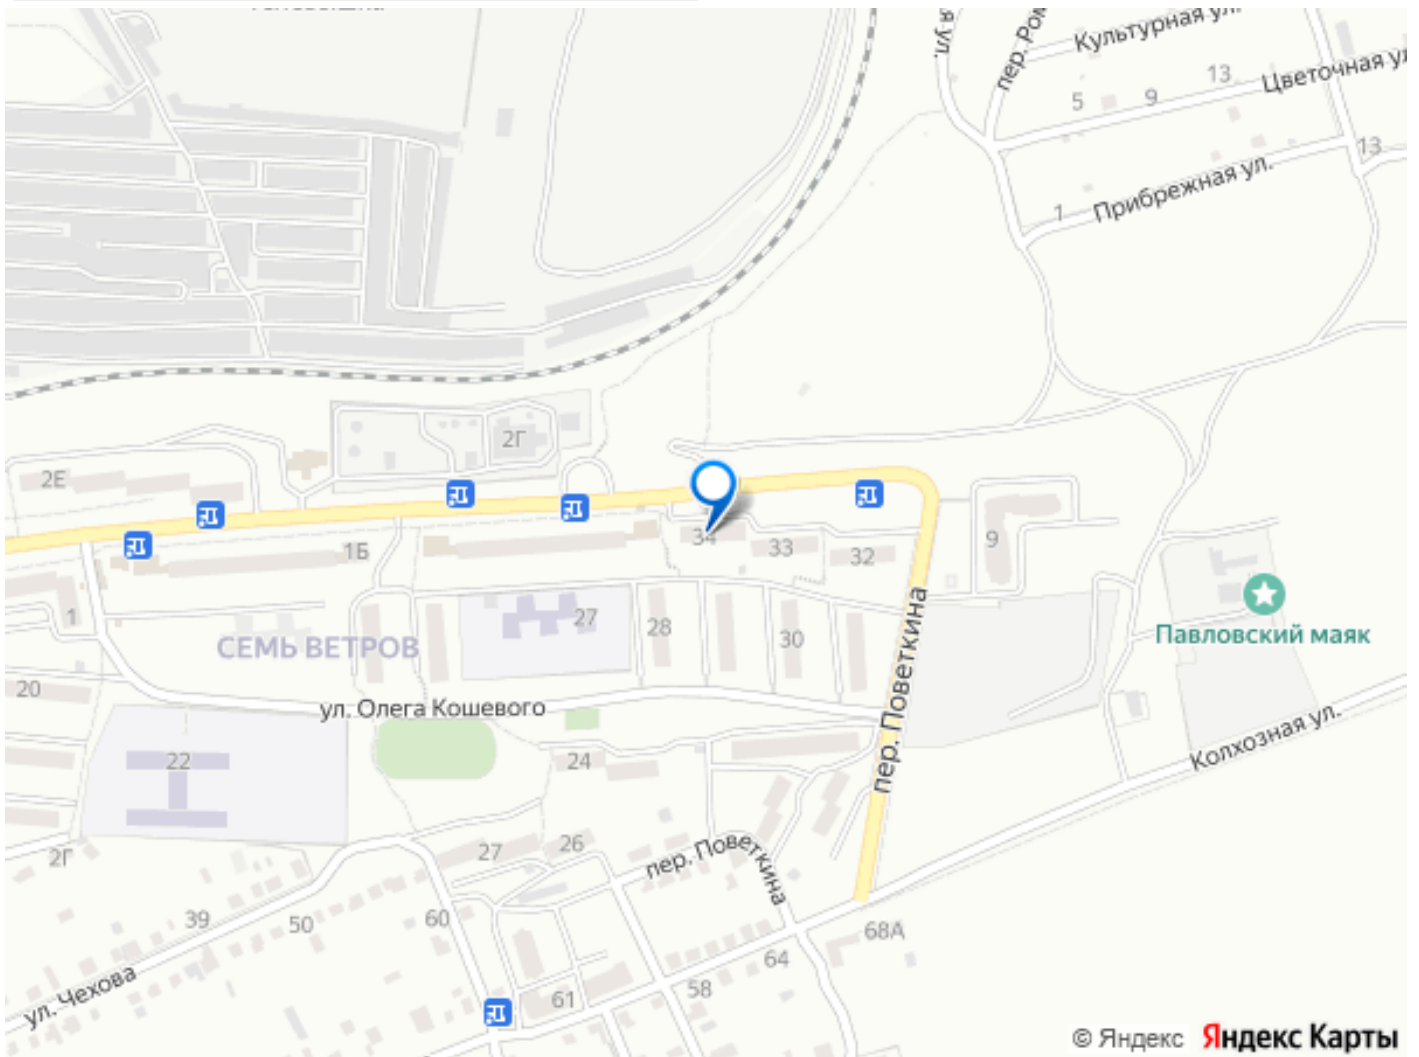 я ул.
пер. Ром
Культурная ул.
Цветочная ул
13
5
9
13
Прибрежная ул.
1
2Г
2Е
34
33
32
9
1Б
1
27
28
30
СЕМЬ ВЕТРОВ
Павловский маяк
20
ул. Олега Кошевого
пер. Поветкина
Колхозная ул.
22
24
2Г
27
26
пер. Поветкина
39
50
60
68А
64
58
61
ул. Чехова
© Яндекс Яндекс Карты